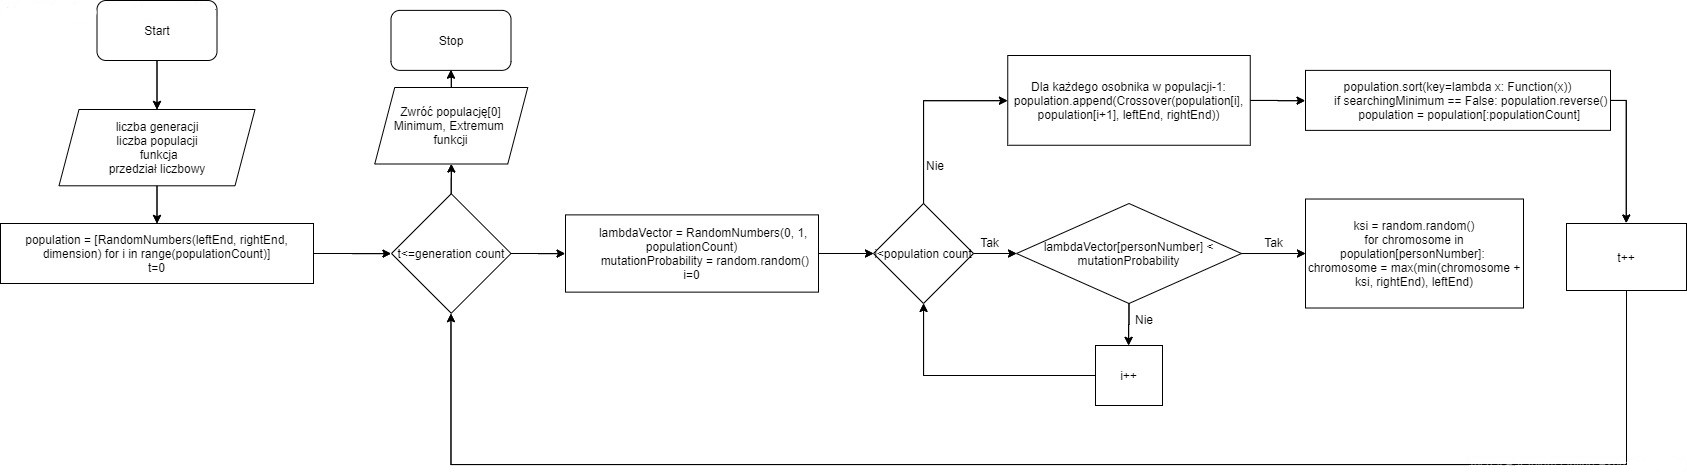 Start
liczba generacji
liczba populacji
funkcja
przedział liczbowy
population = [RandomNumbers(leftEnd, rightEnd,
dimension) for i in range(populationCount)]
t=0
Stop
Zwróć populację[0]
Minimum, Extremum
funkcji
t<=generation count
lambdaVector = RandomNumbers(0, 1,
populationCount)
mutationProbability = random.random()
i=0
<population count
Nie
Tak
Dla każdego osobnika w populacji-1:
population.append(Crossover(population[i],
population[i+1], leftEnd, rightEnd))
population.sort(key=lambda x: Function(x))
if searchingMinimum == False: population.reverse()
population = population[:populationCount]
lambdaVector[personNumber] <
mutationProbability
Tak
Nie
i++
ksi = random.random()
for chromosome in
population[personNumber]:
chromosome = max(min(chromosome +
ksi, rightEnd), leftEnd)
t++